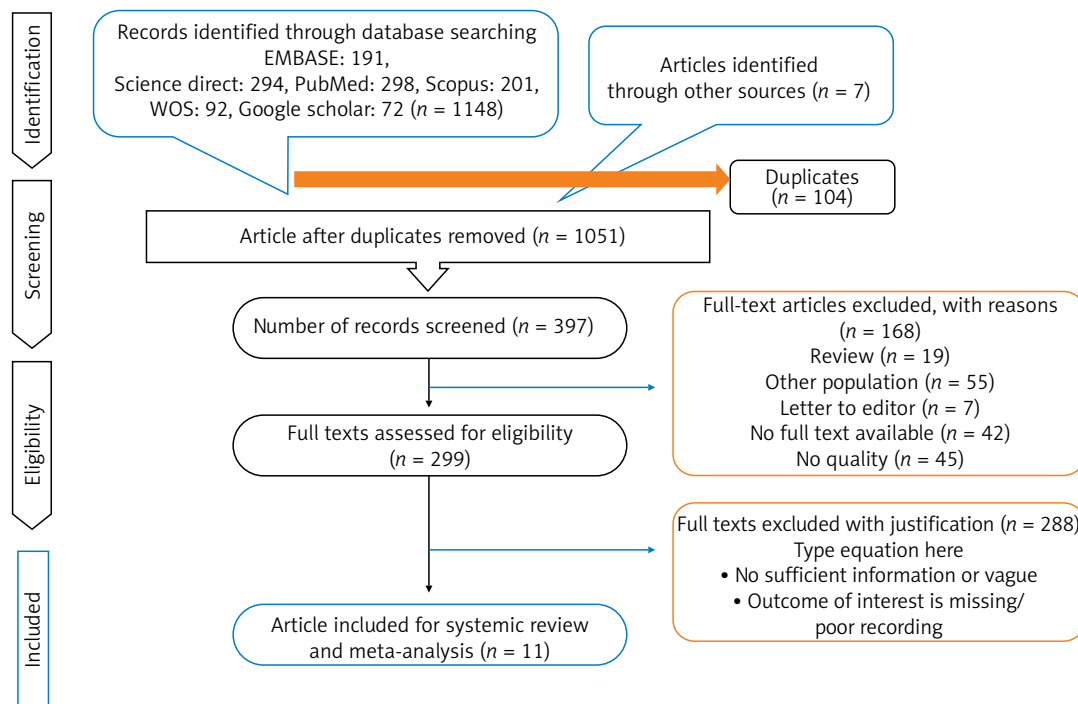 Identification
Records identified through database searching
EMBASE: 191,
Science direct: 294, PubMed: 298, Scopus: 201,
WOS: 92, Google scholar: 72 (n = 1148)
Articles identified
through other sources (n = 7)
Duplicates
(n = 104)
Screening
Article after duplicates removed (n = 1051)
Number of records screened (n = 397)
Full-text articles excluded, with reasons
(n = 168)
Review (n = 19)
Other population (n = 55)
Letter to editor (n = 7)
No full text available (n = 42)
No quality (n = 45)
Eligibility
Full texts assessed for eligibility
(n = 299)
Full texts excluded with justification (n = 288)
Type equation here
• No sufficient information or vague
• Outcome of interest is missing/
poor recording
Included
Article included for systemic review
and meta-analysis (n = 11)